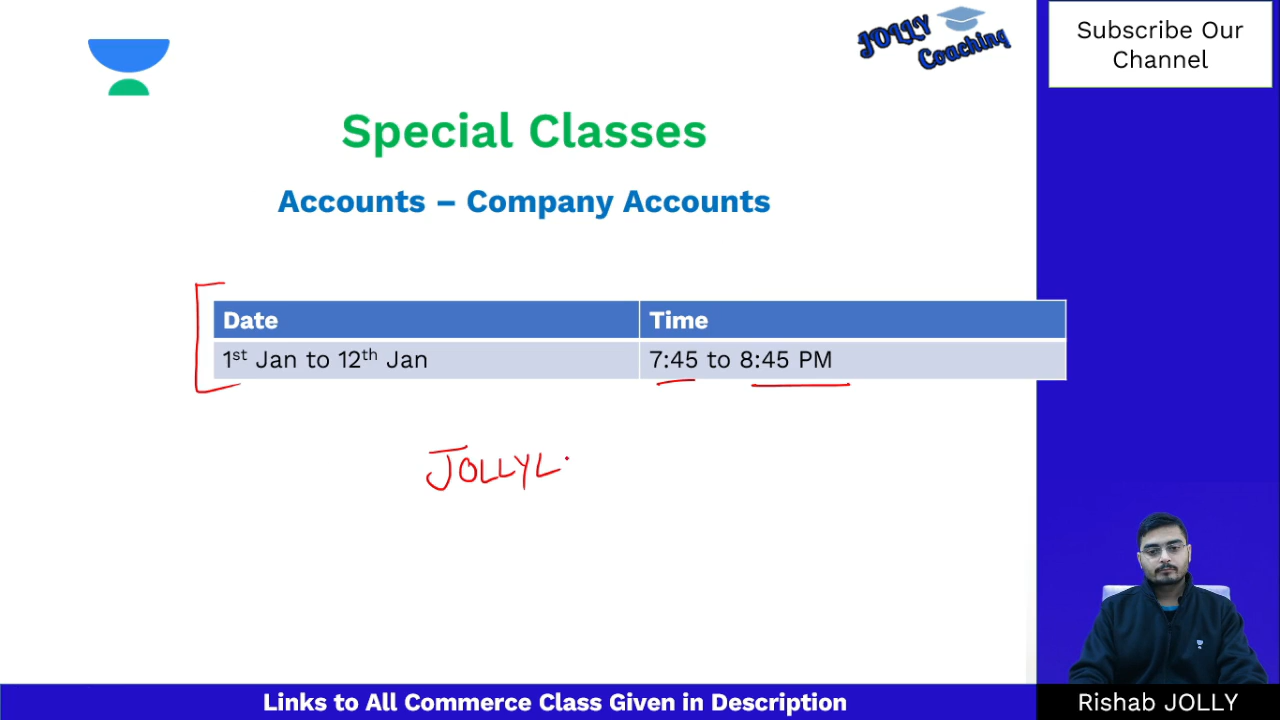 JOLLY
Coaching
Subscribe Our
Channel
Special Classes
Accounts – Company Accounts
Date Time
1st Jan to 12th Jan 7:45 to 8:45 PM
JOLLYL
Links to All Commerce Class Given in Description
Rishab JOLLY